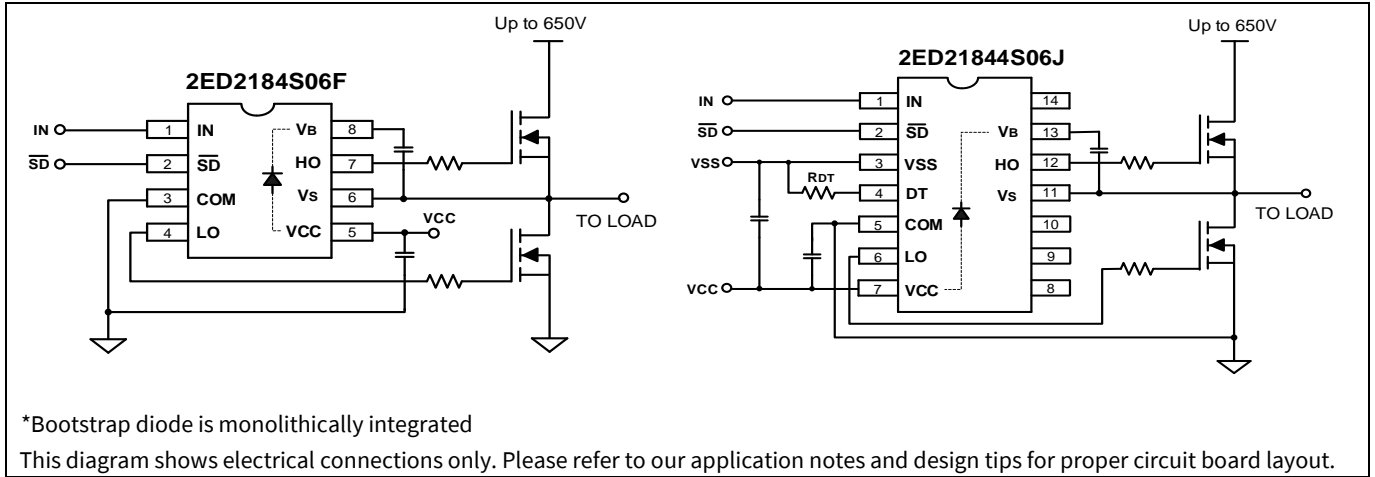 Up to 650V
2ED2184S06F
IN
SD
VCC
TO LOAD
1 IN
2 SD
3 COM
4 LO
VB 8
HO 7
VS 6
VCC 5
Up to 650V
2ED21844S06J
IN
SD
VSS
RDT
VCC
TO LOAD
1 IN
2 SD
3 VSS
4 DT
5 COM
6 LO
7 VCC
14
VB 13
HO 12
VS 11
10
9
8
*Bootstrap diode is monolithically integrated
This diagram shows electrical connections only. Please refer to our application notes and design tips for proper circuit board layout.